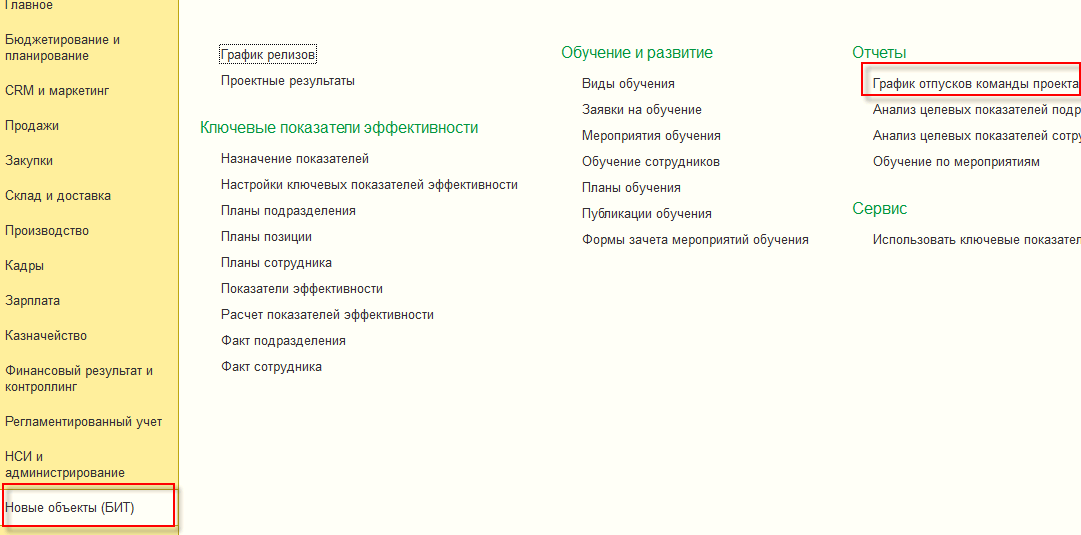 Главное
Бюджетирование и
планирование
CRM и маркетинг
Продажи
Закупки
Склад и доставка
Производство
Кадры
Зарплата
Казначейство
Финансовый результат и
контроллинг
Регламентированный учет
НСИ и
администрирование
Новые объекты (БИТ)
График релизов
Проектные результаты
Ключевые показатели эффективности
Назначение показателей
Настройки ключевых показателей эффективности
Планы подразделения
Планы позиции
Планы сотрудника
Показатели эффективности
Расчет показателей эффективности
Факт подразделения
Факт сотрудника
Обучение и развитие
Виды обучения
Заявки на обучение
Мероприятия обучения
Обучение сотрудников
Планы обучения
Публикации обучения
Формы зачета мероприятий обучения
Отчеты
График отпусков команды проекта
Анализ целевых показателей подр
Анализ целевых показателей сотру
Обучение по мероприятиям
Сервис
Использовать ключевые показател